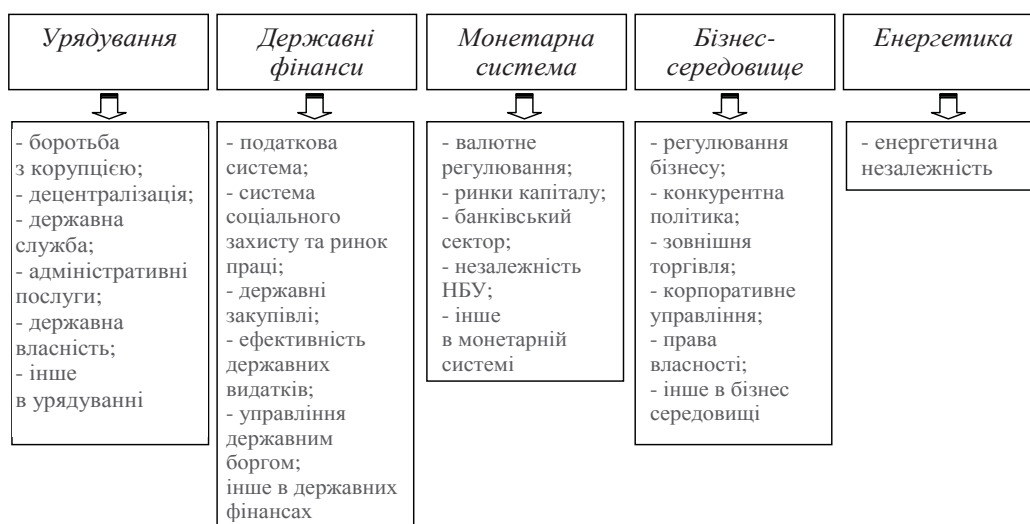 Урядування
- боротьба
з корупцією;
- децентралізація;
- державна
служба;
- адміністративні
послуги;
- державна
власність;
- інше
в урядуванні
Державні
фінанси
- податкова
система;
- система
соціального
захисту та ринок
праці;
- державні
закупівлі;
- ефективність
державних
видатків;
- управління
державним
боргом;
інше в державних
фінансах
Монетарна
система
- валютне
регулювання;
- ринки капіталу;
- банківський
сектор;
- незалежність
НБУ;
- інше
в монетарній
системі
Бізнес-
середовище
- регулювання
бізнесу;
- конкурентна
політика;
- зовнішня
торгівля;
- корпоративне
управління;
- права
власності;
- інше в бізнес
середовищі
Енергетика
- енергетична
незалежність